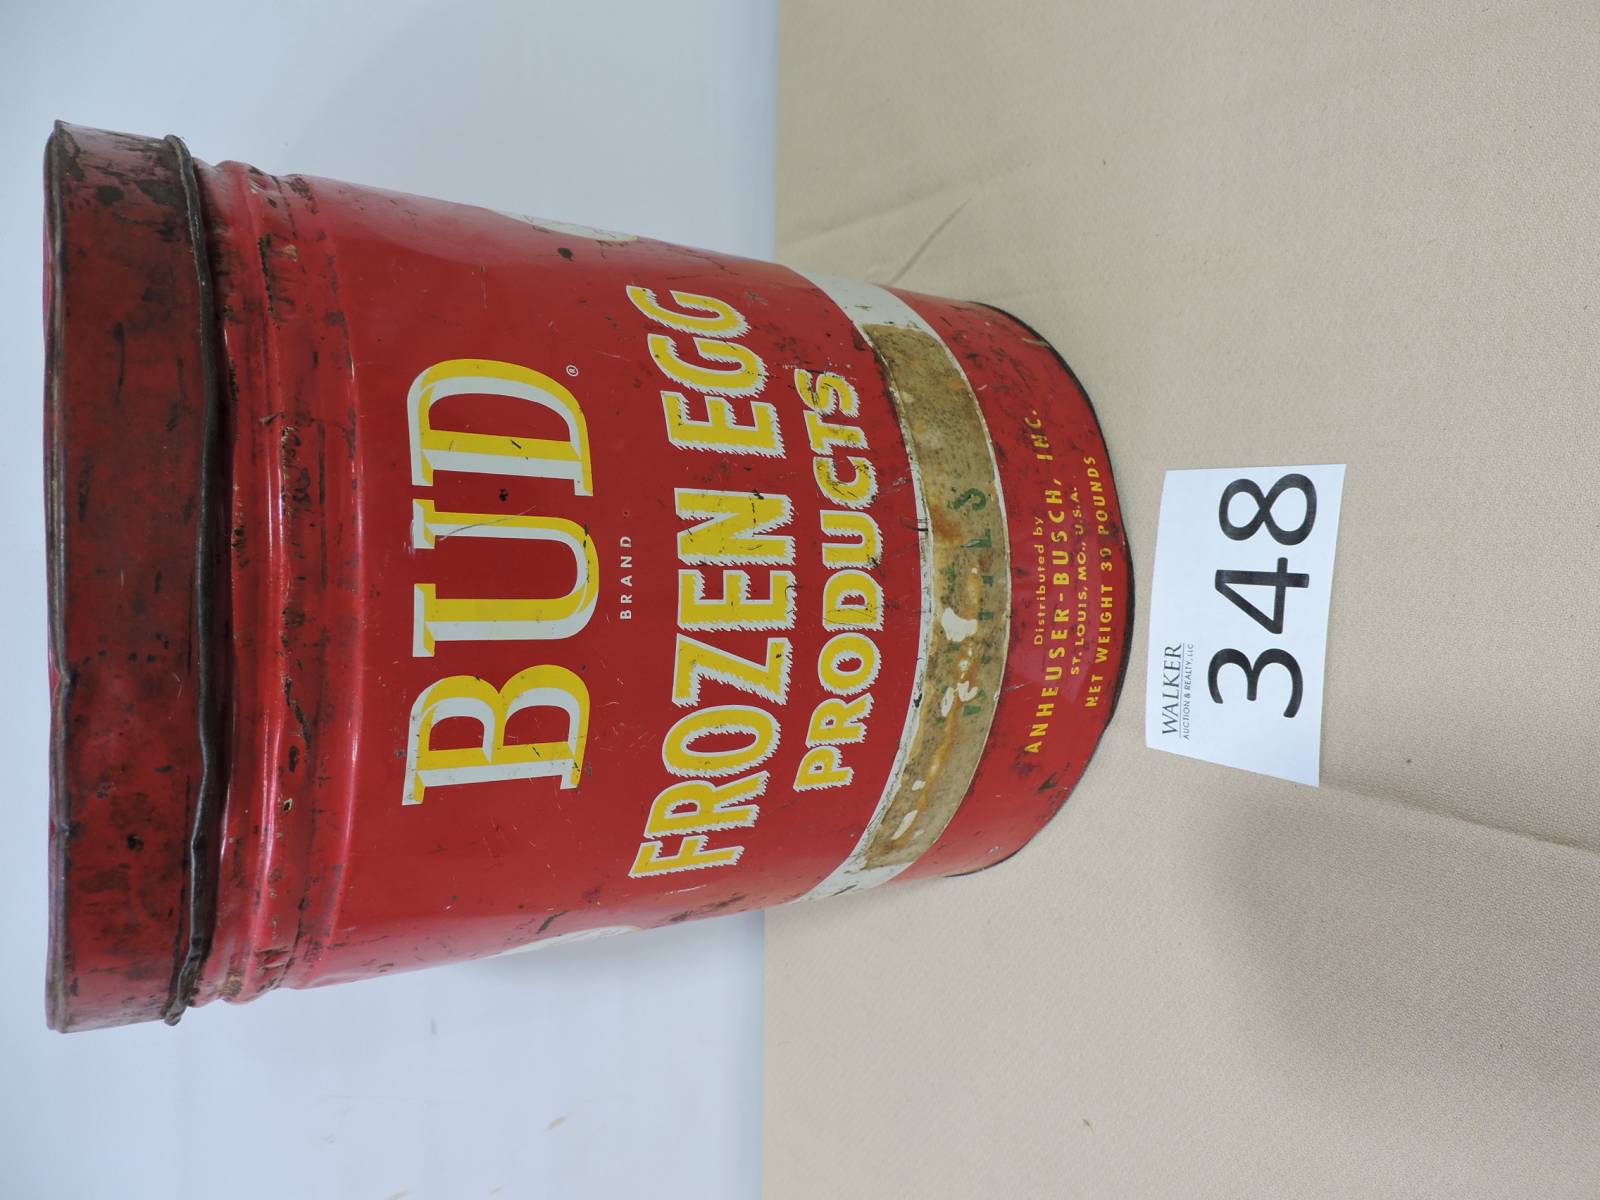 BUD ®
BRAND
FROZEN EGG
PRODUCTS
Distributed by
ANHEUSER-BUSCH, INC.
ST. LOUIS, MO., U.S.A.
NET WEIGHT 30 POUNDS
WALKER
AUCTION & REALTY, LLC
348